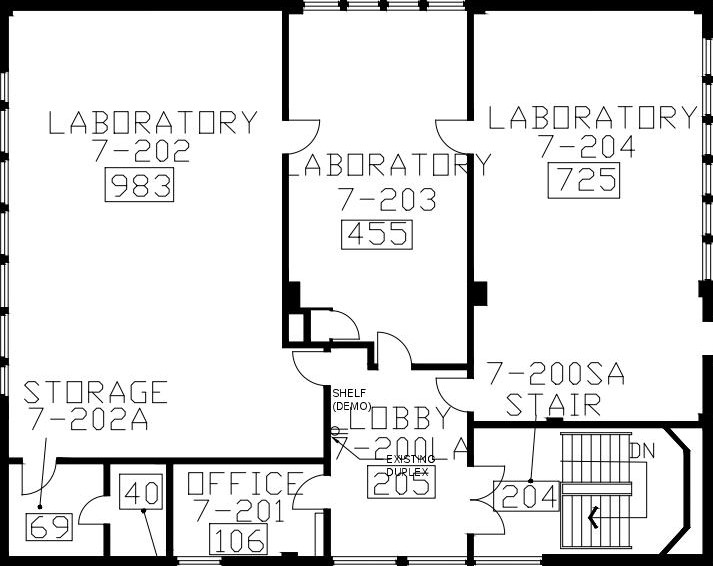 LABORATORY
7-202
983
LABORATORY
7-203
455
LABORATORY
7-204
725
STORAGE
7-202A
69
40
OFFICE
7-201
106
SHELF
(DEMO)
LOBBY
7-200LA
EXISTING
DUPLEX
205
7-200SA
STAIR
204
DN